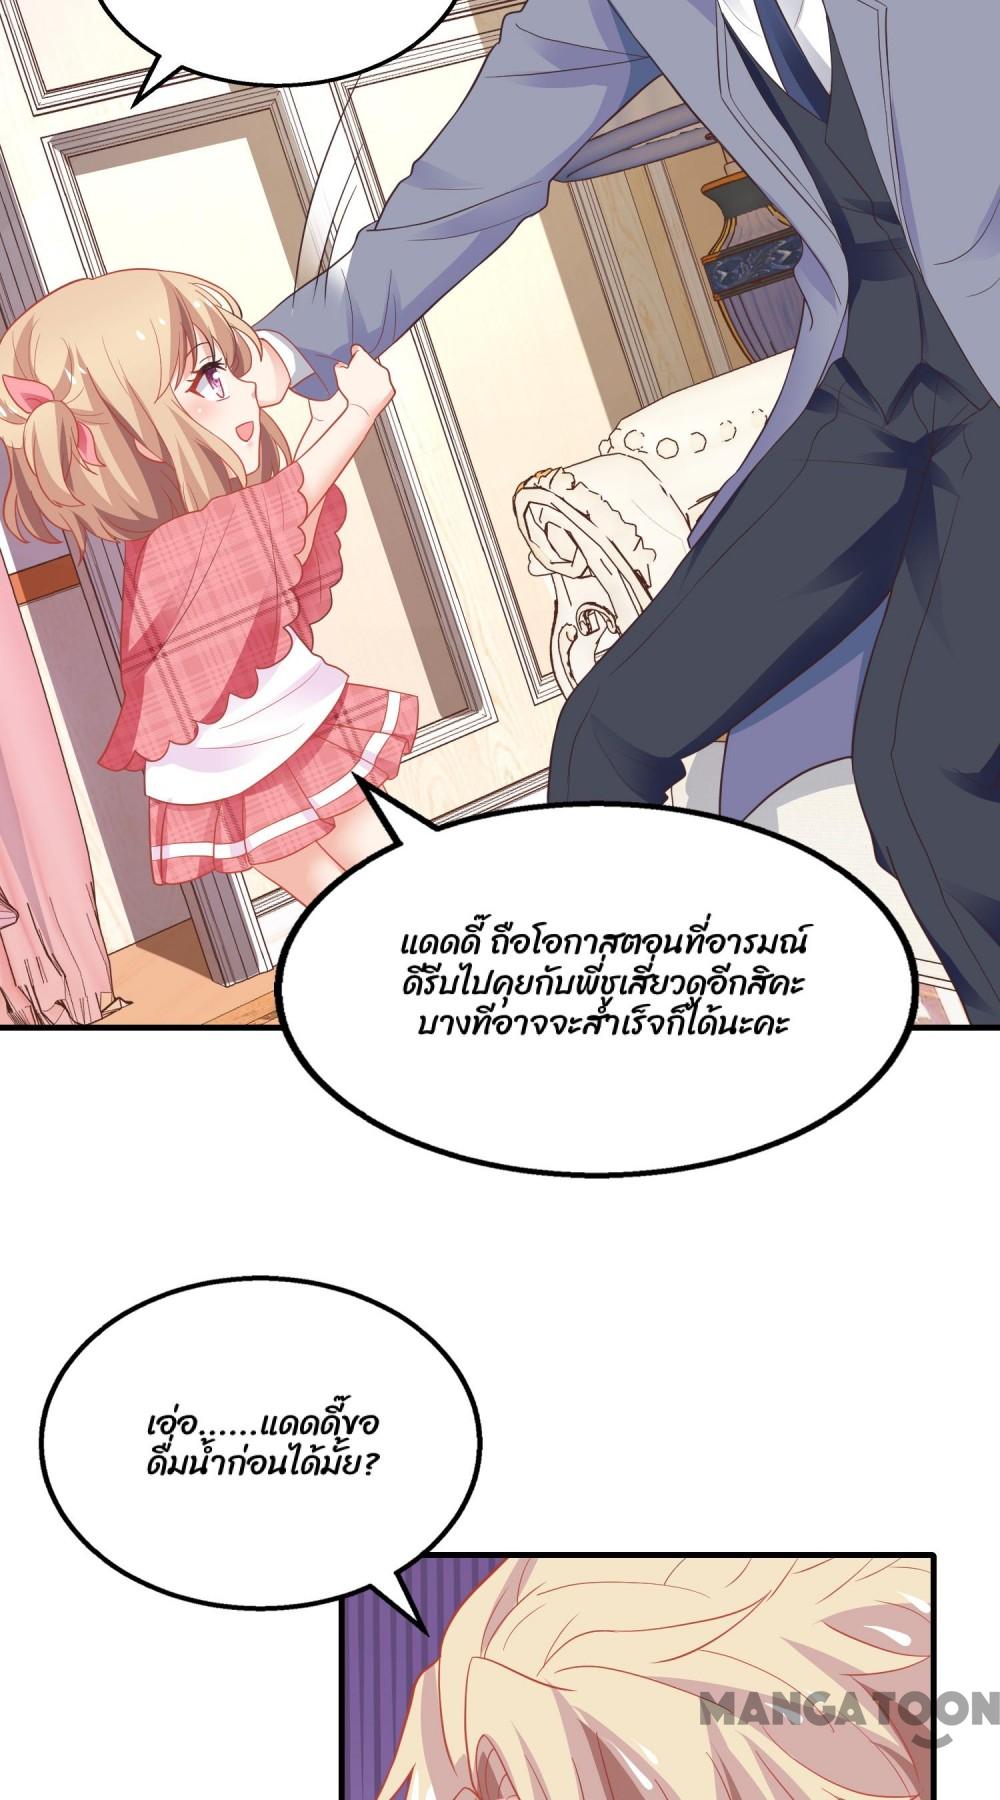 แดดดี๊ ถือโอกาสตอนที่อารมณ์
ดีรีบไปคุยกับพี่ชูเสี่ยวดูอีกสิคะ
บางทีอาจจะสำเร็จก็ได้นะคะ
เอ่อ......แดดดี๊ขอ
ดื่มน้ำก่อนได้มั้ย?
MANGATOON